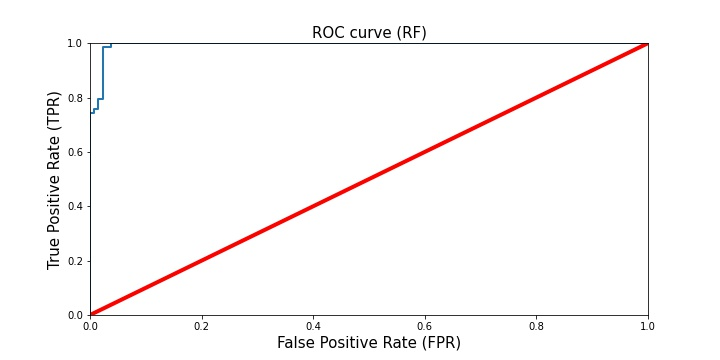 ROC curve (RF)
True Positive Rate (TPR)
1.0
0.8
0.6
0.4
0.2
0.0
0.0 0.2 0.4 0.6 0.8 1.0
False Positive Rate (FPR)